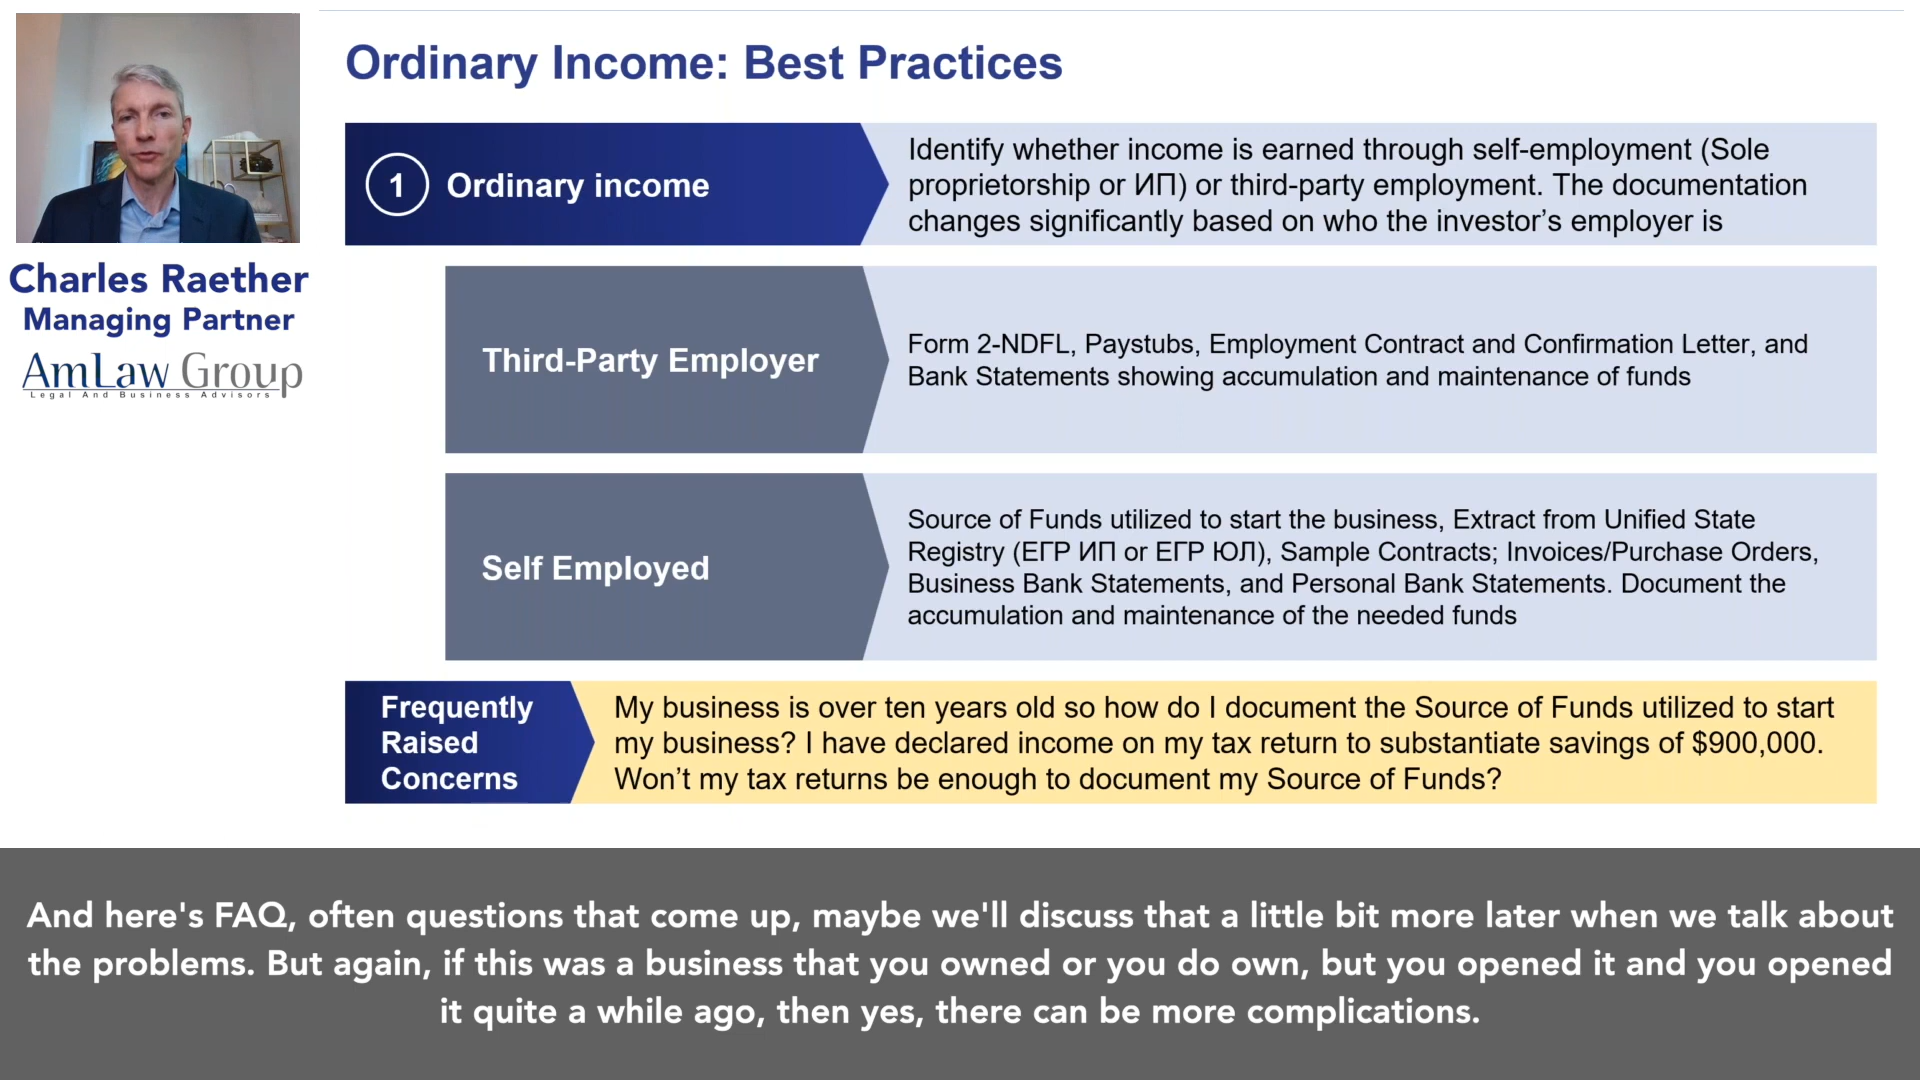 Ordinary Income: Best Practices
1 Ordinary income
Identify whether income is earned through self-employment (Sole
proprietorship or ИП) or third-party employment. The documentation
changes significantly based on who the investor’s employer is
Charles Raether
Managing Partner
AmLaw Group
Legal And Business Advisors
Third-Party Employer
Form 2-NDFL, Paystubs, Employment Contract and Confirmation Letter, and
Bank Statements showing accumulation and maintenance of funds
Self Employed
Source of Funds utilized to start the business, Extract from Unified State
Registry (ЕГР ИП or ЕГР ЮЛ), Sample Contracts; Invoices/Purchase Orders,
Business Bank Statements, and Personal Bank Statements. Document the
accumulation and maintenance of the needed funds
Frequently
Raised
Concerns
My business is over ten years old so how do I document the Source of Funds utilized to start
my business? I have declared income on my tax return to substantiate savings of $900,000.
Won’t my tax returns be enough to document my Source of Funds?
And here's FAQ, often questions that come up, maybe we'll discuss that a little bit more later when we talk about
the problems. But again, if this was a business that you owned or you do own, but you opened it and you opened
it quite a while ago, then yes, there can be more complications.